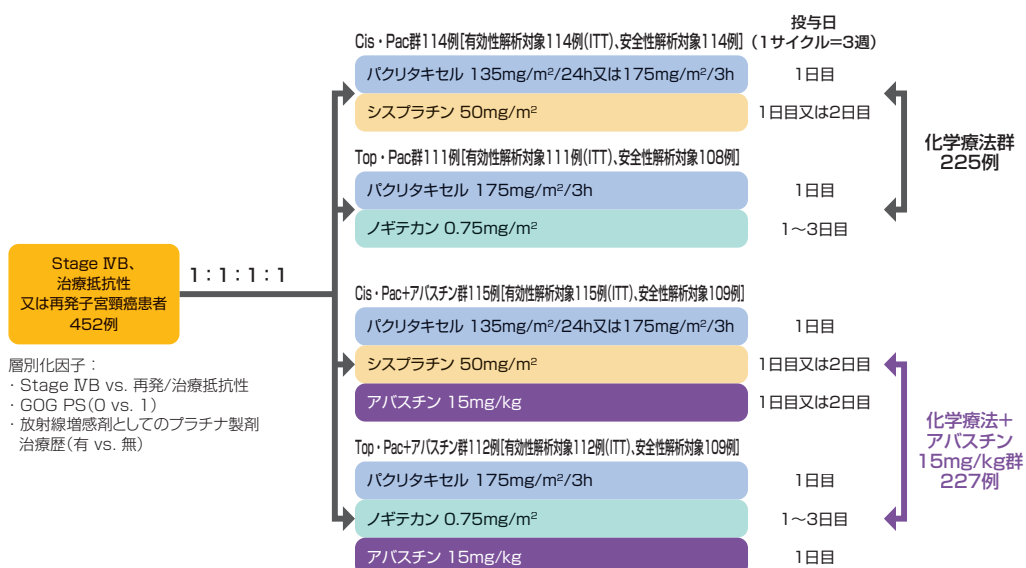 投与日
(1サイクル=3週)
Cis・Pac群114例[有効性解析対象114例(ITT)、安全性解析対象114例]
パクリタキセル 135mg/m²/24h又は175mg/m²/3h
1日目
シスプラチン 50mg/m²
1日目又は2日目
Top・Pac群111例[有効性解析対象111例(ITT)、安全性解析対象108例]
パクリタキセル 175mg/m²/3h
1日目
ノギテカン 0.75mg/m²
1〜3日目
化学療法群
225例
Stage ⅣB、
治療抵抗性
又は再発子宮頸癌患者
452例
1:1:1:1
層別化因子:
・Stage ⅣB vs. 再発/治療抵抗性
・GOG PS(0 vs. 1)
・放射線増感剤としてのプラチナ製剤
治療歴(有 vs. 無)
Cis・Pac+アバスチン群115例[有効性解析対象115例(ITT)、安全性解析対象109例]
パクリタキセル 135mg/m²/24h又は175mg/m²/3h
1日目
シスプラチン 50mg/m²
1日目又は2日目
アバスチン 15mg/kg
1日目又は2日目
Top・Pac+アバスチン群112例[有効性解析対象112例(ITT)、安全性解析対象109例]
パクリタキセル 175mg/m²/3h
1日目
ノギテカン 0.75mg/m²
1〜3日目
アバスチン 15mg/kg
1日目
化学療法+
アバスチン
15mg/kg群
227例